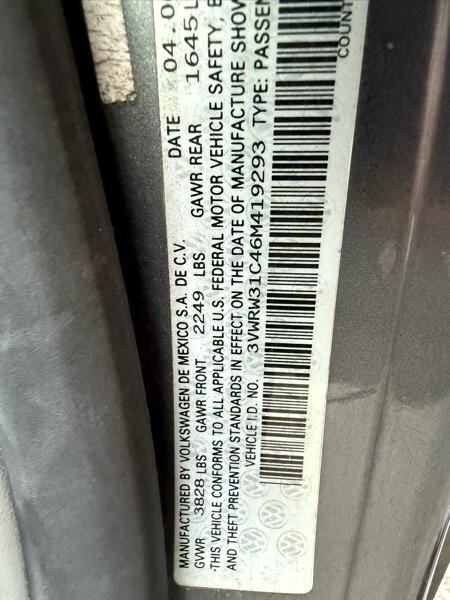 MANUFACTURED BY VOLKSWAGEN DE MEXICO S.A. DE C.V. DATE 04.0
GVWR 3828 LBS GAWR FRONT 2249 LBS GAWR REAR 1645 L
THIS VEHICLE CONFORMS TO ALL APPLICABLE U.S. FEDERAL MOTOR VEHICLE SAFETY, B
AND THEFT PREVENTION STANDARDS IN EFFECT ON THE DATE OF MANUFACTURE SHOW
VEHICLE I.D. NO. 3VWRW31C46M419293 TYPE: PASSEN
COUNT